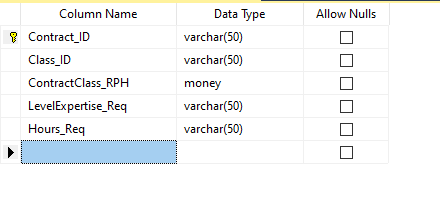 Column Name Data Type Allow Nulls
Contract_ID varchar(50)
Class_ID varchar(50)
ContractClass_RPH money
LevelExpertise_Req varchar(50)
Hours_Req varchar(50)